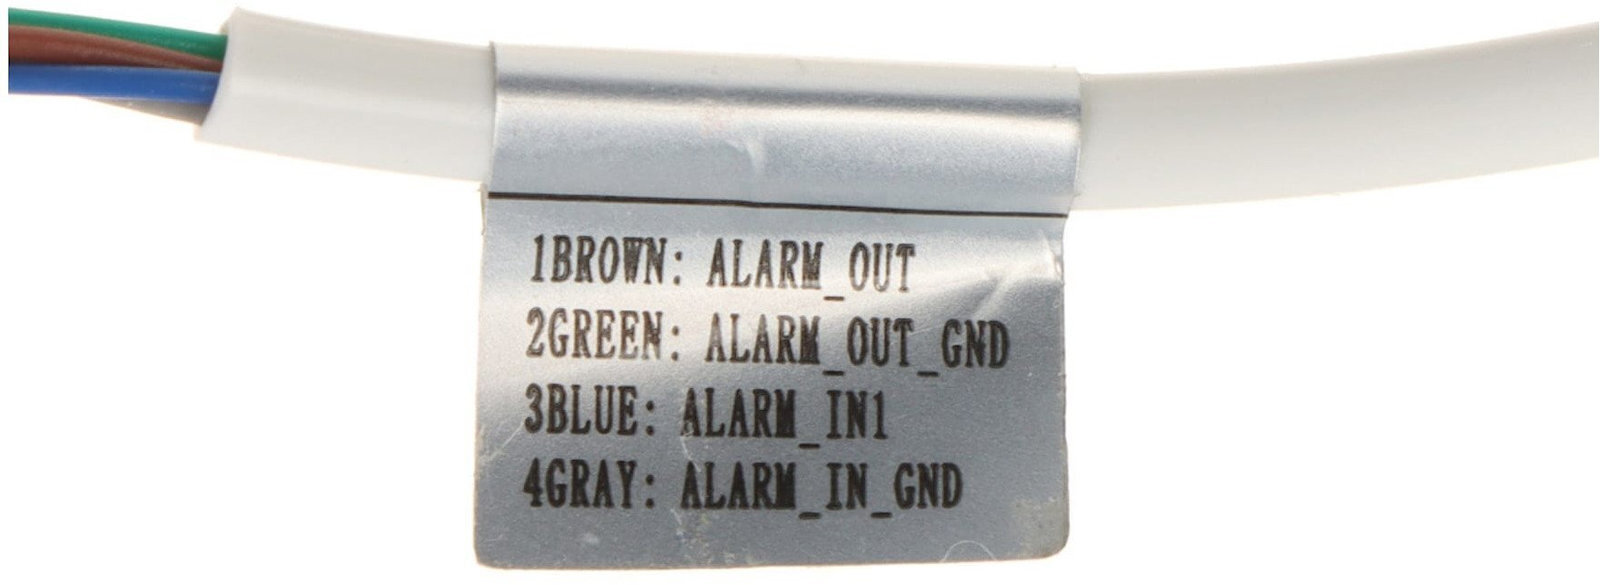 1BROWN: ALARM_OUT
2GREEN: ALARM_OUT_GND
3BLUE: ALARM_IN1
4GRAY: ALARM_IN_GND